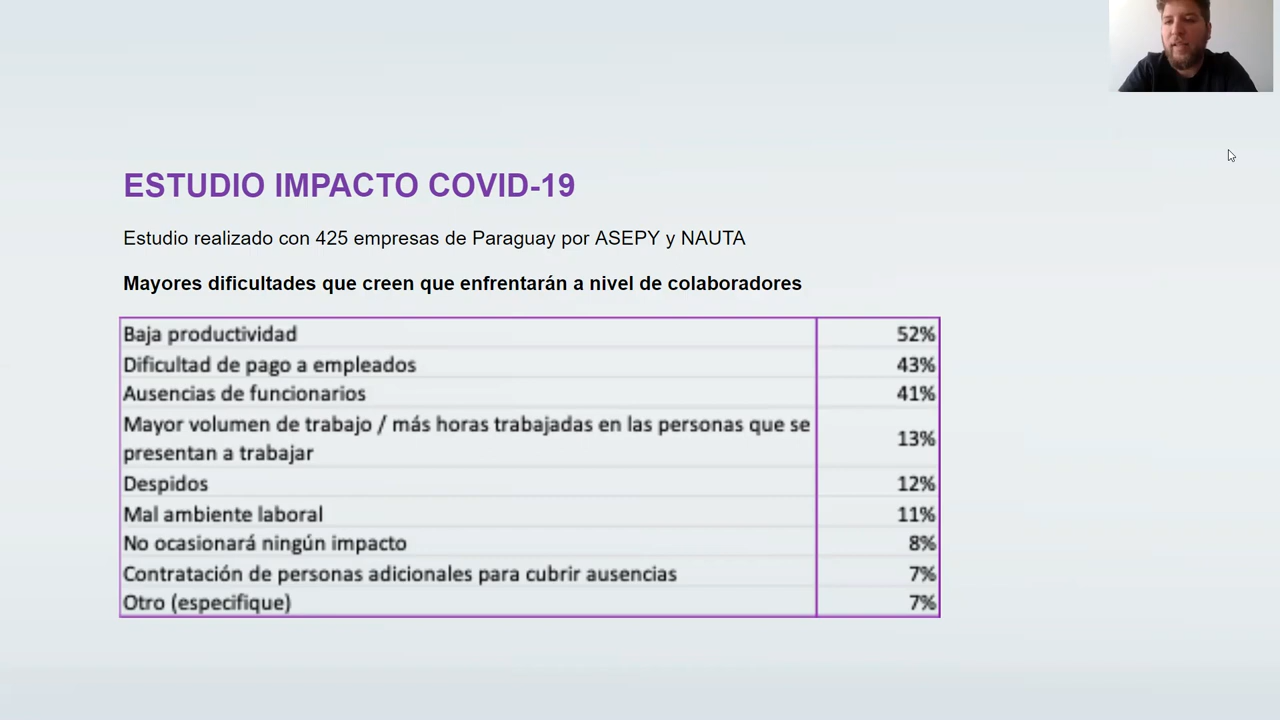 ESTUDIO IMPACTO COVID-19
Estudio realizado con 425 empresas de Paraguay por ASEPY y NAUTA
Mayores dificultades que creen que enfrentarán a nivel de colaboradores
Baja productividad 52%
Dificultad de pago a empleados 43%
Ausencias de funcionarios 41%
Mayor volumen de trabajo / más horas trabajadas en las personas que se
presentan a trabajar 13%
Despidos 12%
Mal ambiente laboral 11%
No ocasionará ningún impacto 8%
Contratación de personas adicionales para cubrir ausencias 7%
Otro (especifique) 7%